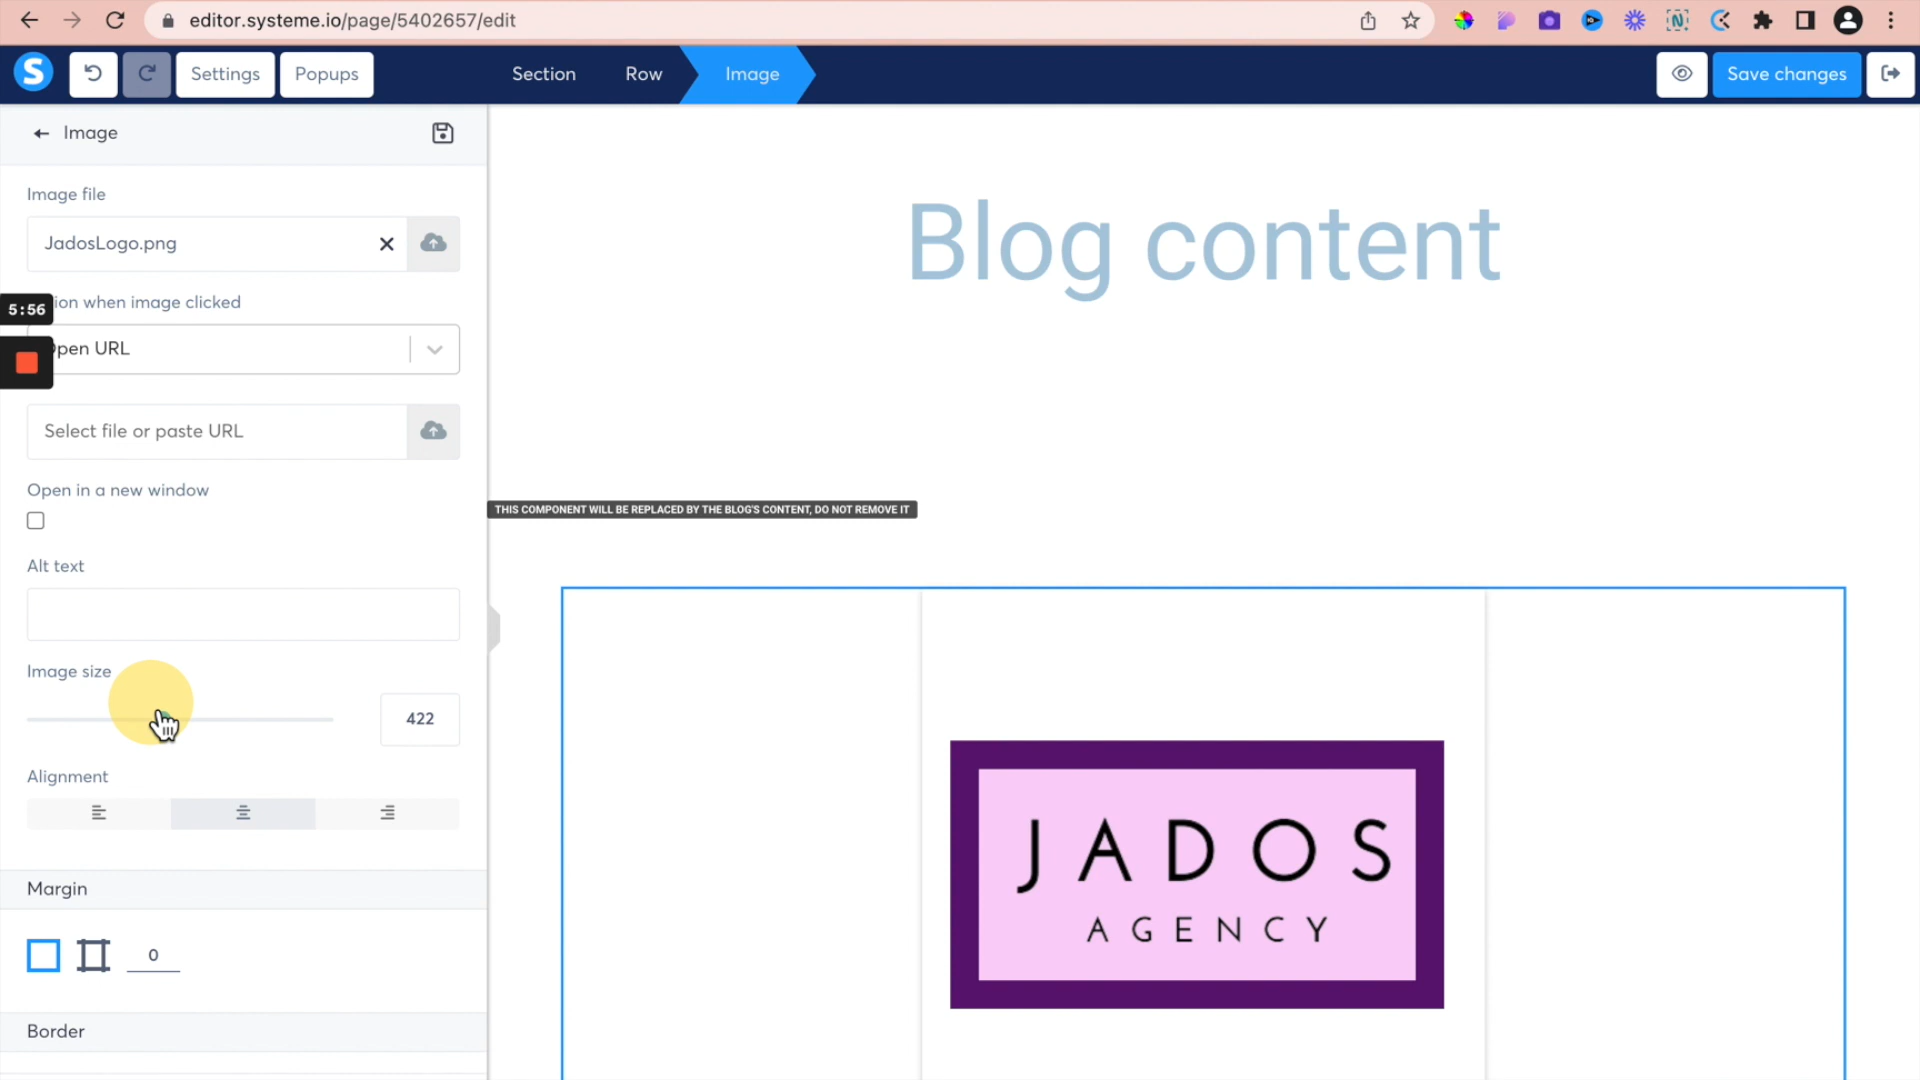 editor.systeme.io/page/5402657/edit
S
Settings
Popups
Section
Row
Image
Save changes
Image
Image file
JadosLogo.png
5:56
ion when image clicked
pen URL
Select file or paste URL
Open in a new window
THIS COMPONENT WILL BE REPLACED BY THE BLOG'S CONTENT, DO NOT REMOVE IT
Alt text
Image size
422
Alignment
Margin
0
Border
Blog content
JADOS
AGENCY